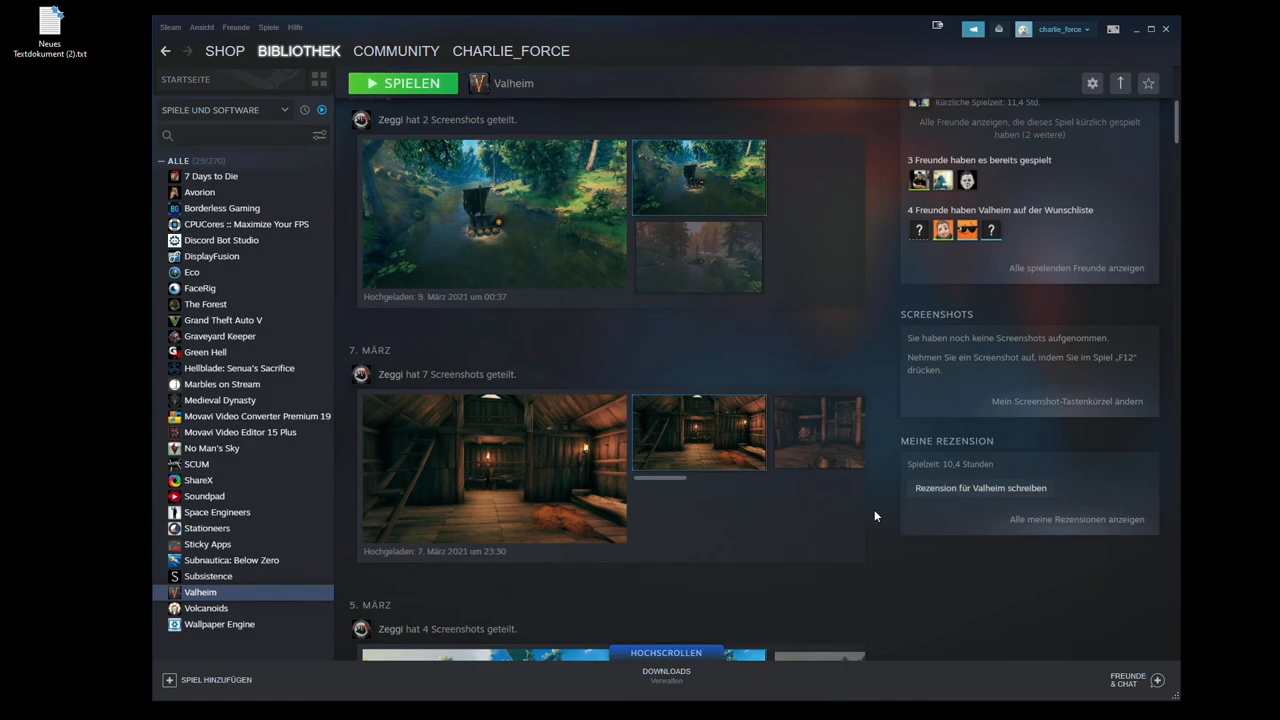 Neues
Textdokument (2).txt
Steam Ansicht Freunde Spiele Hilfe
charlie_force
SHOP BIBLIOTHEK COMMUNITY CHARLIE_FORCE
STARTSEITE
SPIELE UND SOFTWARE
ALLE (29/270)
7 Days to Die
Avorion
Borderless Gaming
CPUCores :: Maximize Your FPS
Discord Bot Studio
DisplayFusion
Eco
FaceRig
The Forest
Grand Theft Auto V
Graveyard Keeper
Green Hell
Hellblade: Senua's Sacrifice
Marbles on Stream
Medieval Dynasty
Movavi Video Converter Premium 19
Movavi Video Editor 15 Plus
No Man's Sky
SCUM
ShareX
Soundpad
Space Engineers
Stationeers
Sticky Apps
Subnautica: Below Zero
Subsistence
Valheim
Volcanoids
Wallpaper Engine
SPIEL HINZUFÜGEN
SPIELEN Valheim
Zeggi hat 2 Screenshots geteilt.
Hochgeladen: 9. März 2021 um 00:37
7. MÄRZ
Zeggi hat 7 Screenshots geteilt.
Hochgeladen: 7. März 2021 um 23:30
5. MÄRZ
Zeggi hat 4 Screenshots geteilt.
HOCHSCROLLEN
Kürzliche Spielzeit: 11,4 Std.
Alle Freunde anzeigen, die dieses Spiel kürzlich gespielt
haben (2 weitere)
3 Freunde haben es bereits gespielt
4 Freunde haben Valheim auf der Wunschliste
Alle spielenden Freunde anzeigen
SCREENSHOTS
Sie haben noch keine Screenshots aufgenommen.
Nehmen Sie ein Screenshot auf, indem Sie im Spiel „F12“
drücken.
Mein Screenshot-Tastenkürzel ändern
MEINE REZENSION
Spielzeit: 10,4 Stunden
Rezension für Valheim schreiben
Alle meine Rezensionen anzeigen
DOWNLOADS
Verwalten
FREUNDE
& CHAT